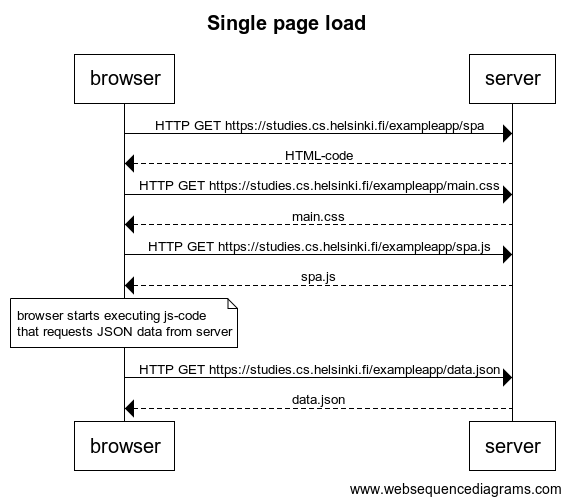 Single page load
browser
server
HTTP GET https://studies.cs.helsinki.fi/exampleapp/spa
HTML-code
HTTP GET https://studies.cs.helsinki.fi/exampleapp/main.css
main.css
HTTP GET https://studies.cs.helsinki.fi/exampleapp/spa.js
spa.js
browser starts executing js-code
that requests JSON data from server
HTTP GET https://studies.cs.helsinki.fi/exampleapp/data.json
data.json
browser
server
www.websequencediagrams.com